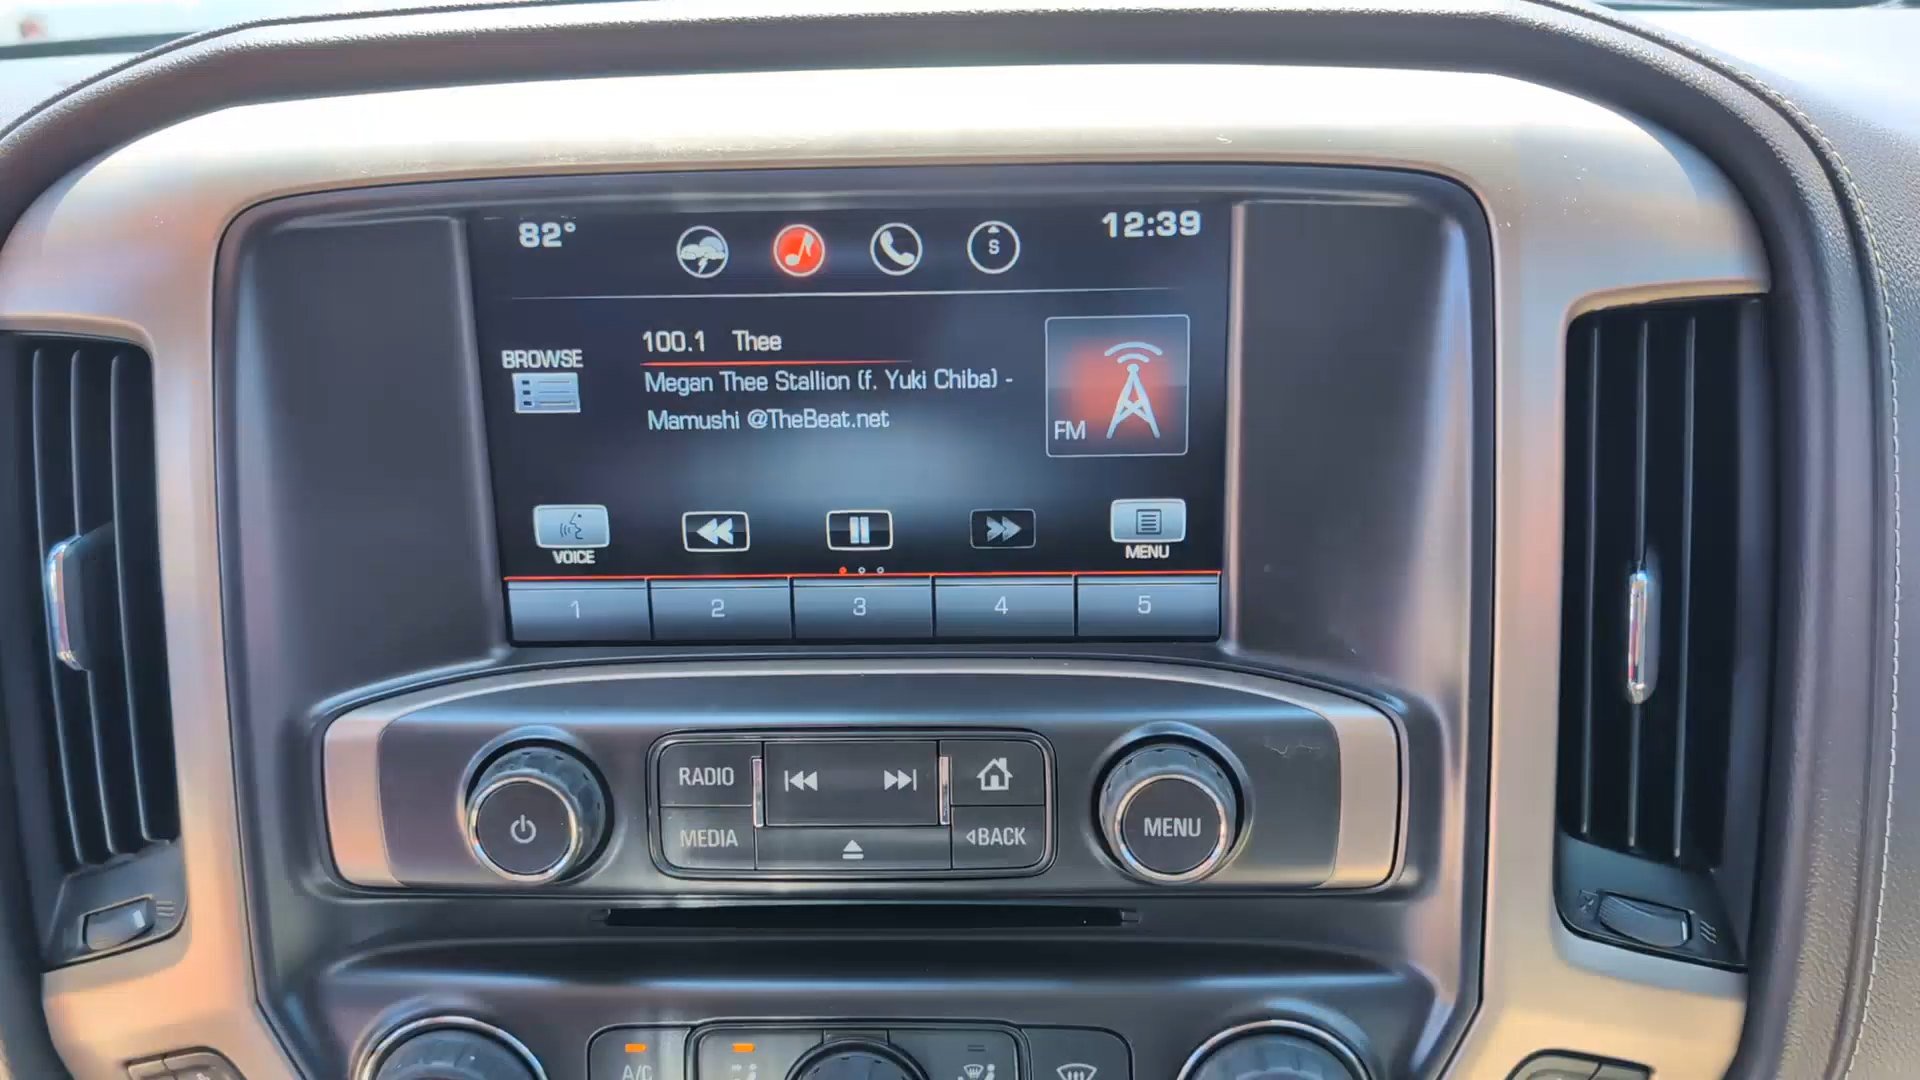 82°
S
12:39
BROWSE
100.1 Thee
Megan Thee Stallion (f. Yuki Chiba) -
Mamushi @TheBeat.net
FM
VOICE
MENU
1 2 3 4 5
RADIO
MEDIA
BACK
MENU
A/C